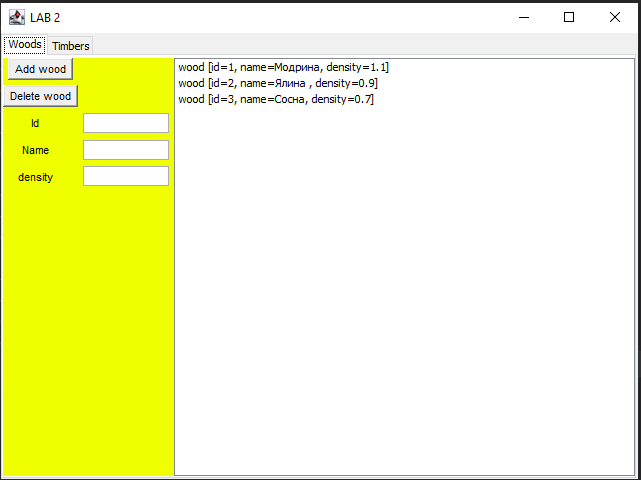 LAB 2
Woods Timbers
Add wood
Delete wood
Id
Name
density
wood [id=1, name=Модрина, density=1.1]
wood [id=2, name=Ялина , density=0.9]
wood [id=3, name=Сосна, density=0.7]